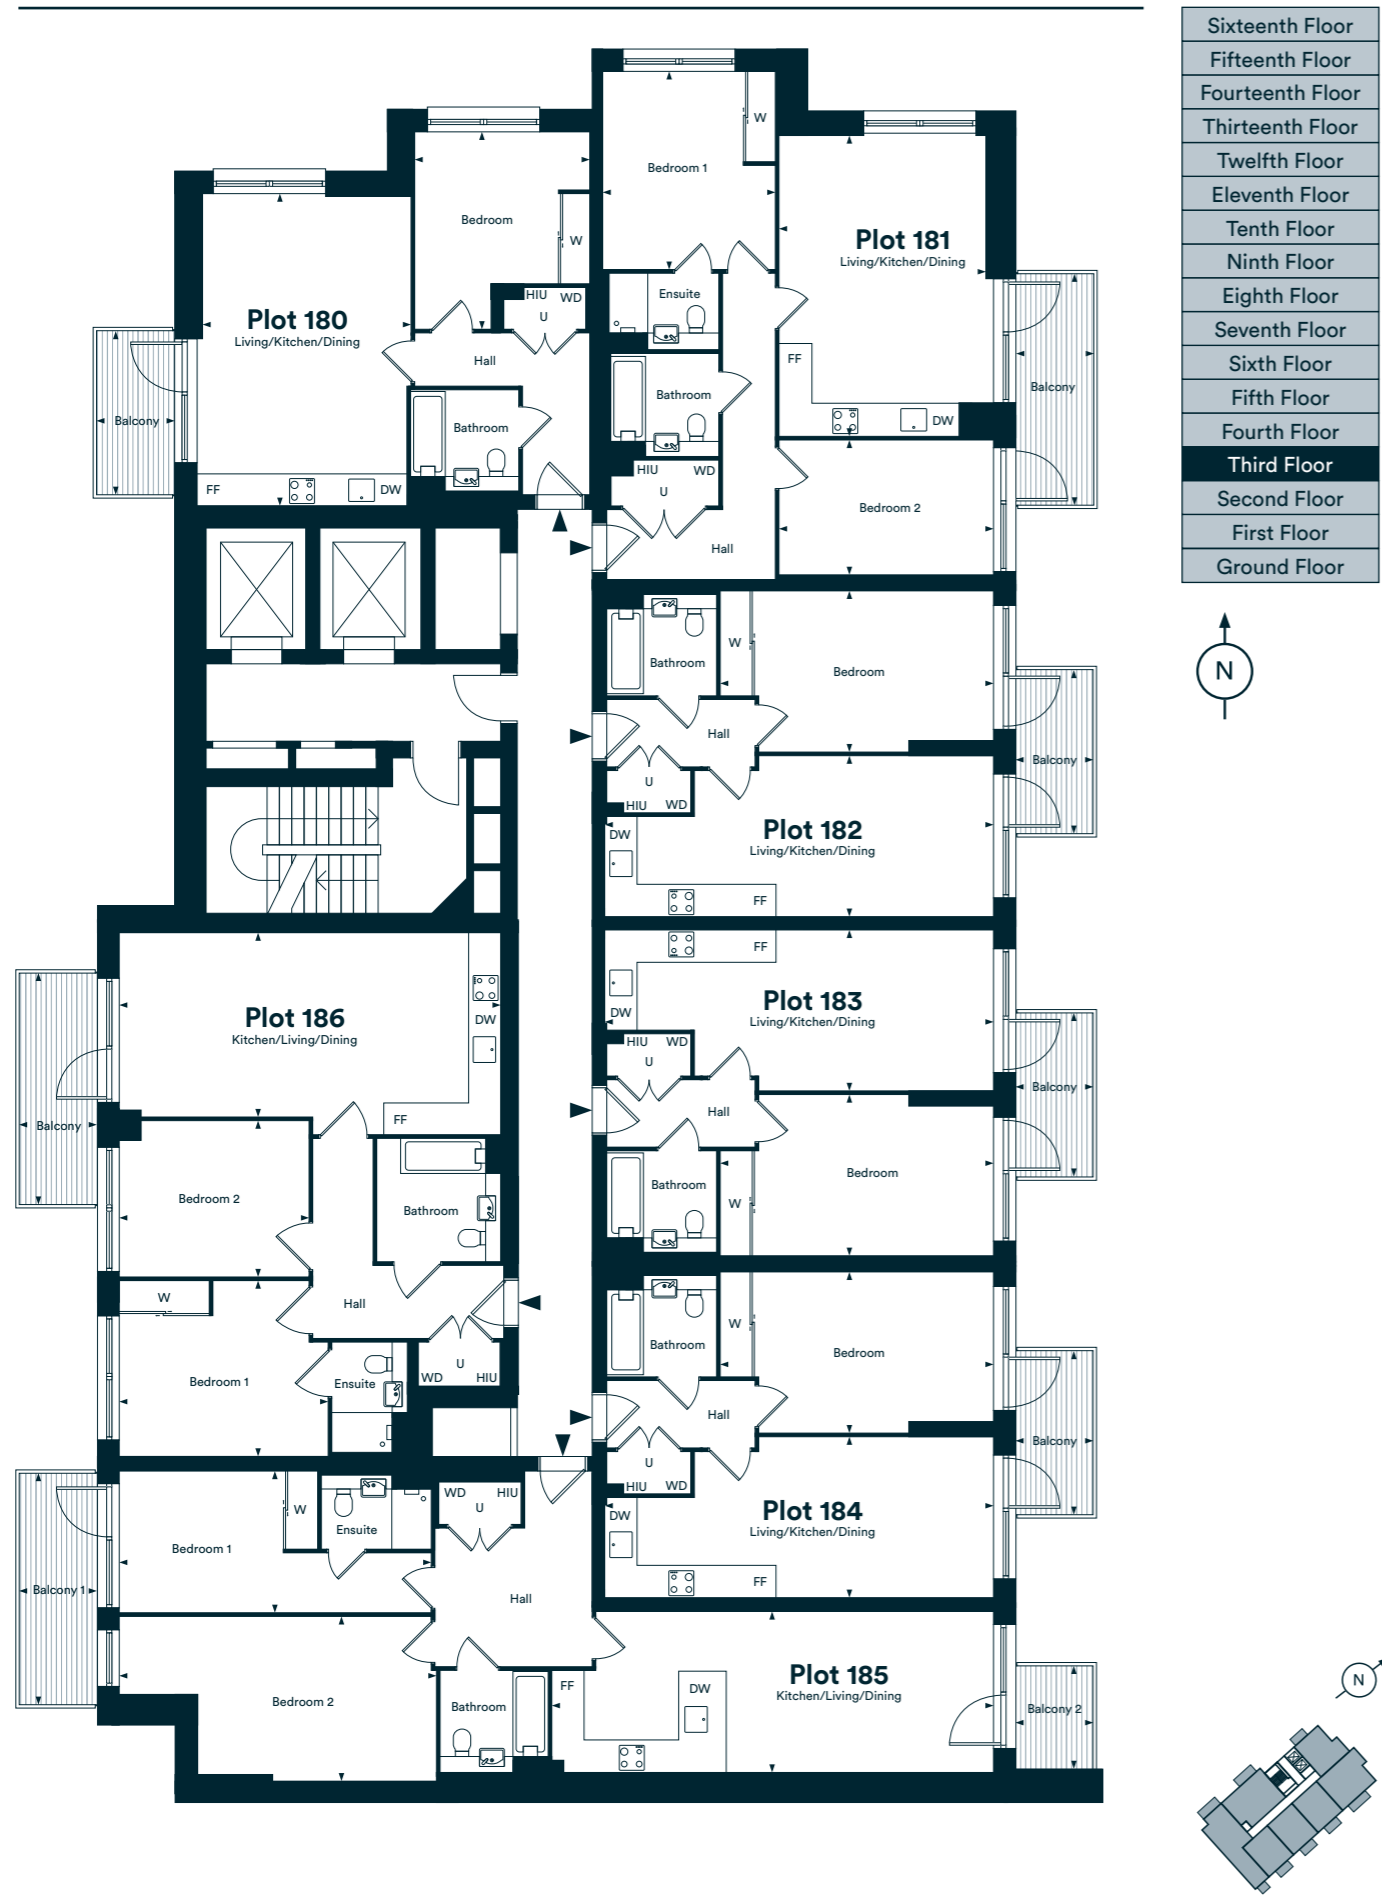 Sixteenth Floor
Fifteenth Floor
Fourteenth Floor
Thirteenth Floor
Twelfth Floor
Eleventh Floor
Tenth Floor
Ninth Floor
Eighth Floor
Seventh Floor
Sixth Floor
Fifth Floor
Fourth Floor
Third Floor
Second Floor
First Floor
Ground Floor
N
Plot 180
Living/Kitchen/Dining
Balcony
FF
DW
Bedroom
W
HIU
WD
U
Hall
Bathroom
Bedroom 1
W
Plot 181
Living/Kitchen/Dining
Ensuite
FF
DW
Balcony
Bathroom
HIU
WD
U
Hall
Bedroom 2
Bathroom
W
Bedroom
Hall
U
HIU
WD
Balcony
DW
Plot 182
Living/Kitchen/Dining
FF
FF
Plot 183
Living/Kitchen/Dining
DW
HIU
WD
U
Hall
Balcony
Bathroom
W
Bedroom
Plot 186
Kitchen/Living/Dining
DW
FF
Balcony
Bedroom 2
Bathroom
W
Hall
Bedroom 1
Ensuite
U
WD
HIU
Bathroom
W
Bedroom
Hall
U
HIU
WD
Balcony
DW
Plot 184
Living/Kitchen/Dining
FF
Bedroom 1
W
Ensuite
WD
HIU
U
Balcony 1
Hall
Bedroom 2
Bathroom
FF
DW
Plot 185
Kitchen/Living/Dining
Balcony 2
N